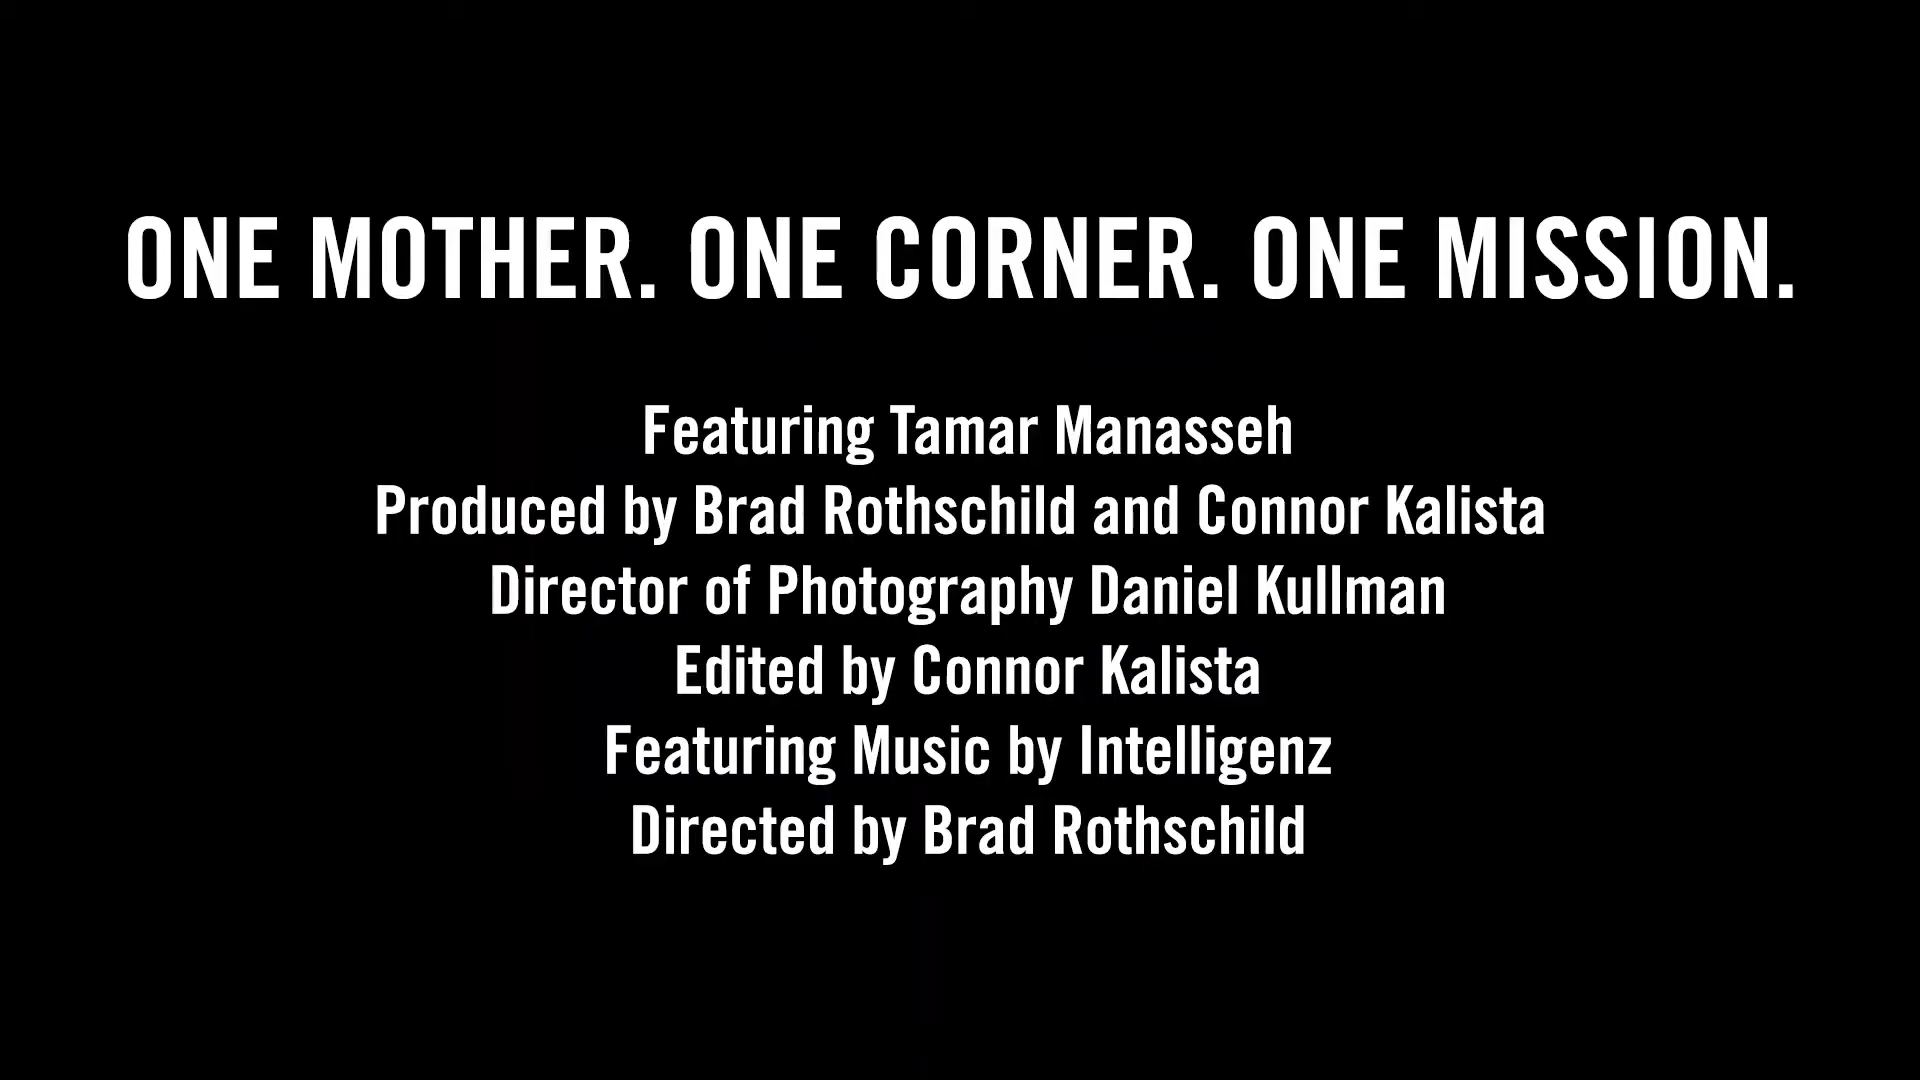 ONE MOTHER. ONE CORNER. ONE MISSION.
Featuring Tamar Manasseh
Produced by Brad Rothschild and Connor Kalista
Director of Photography Daniel Kullman
Edited by Connor Kalista
Featuring Music by Intelligenz
Directed by Brad Rothschild